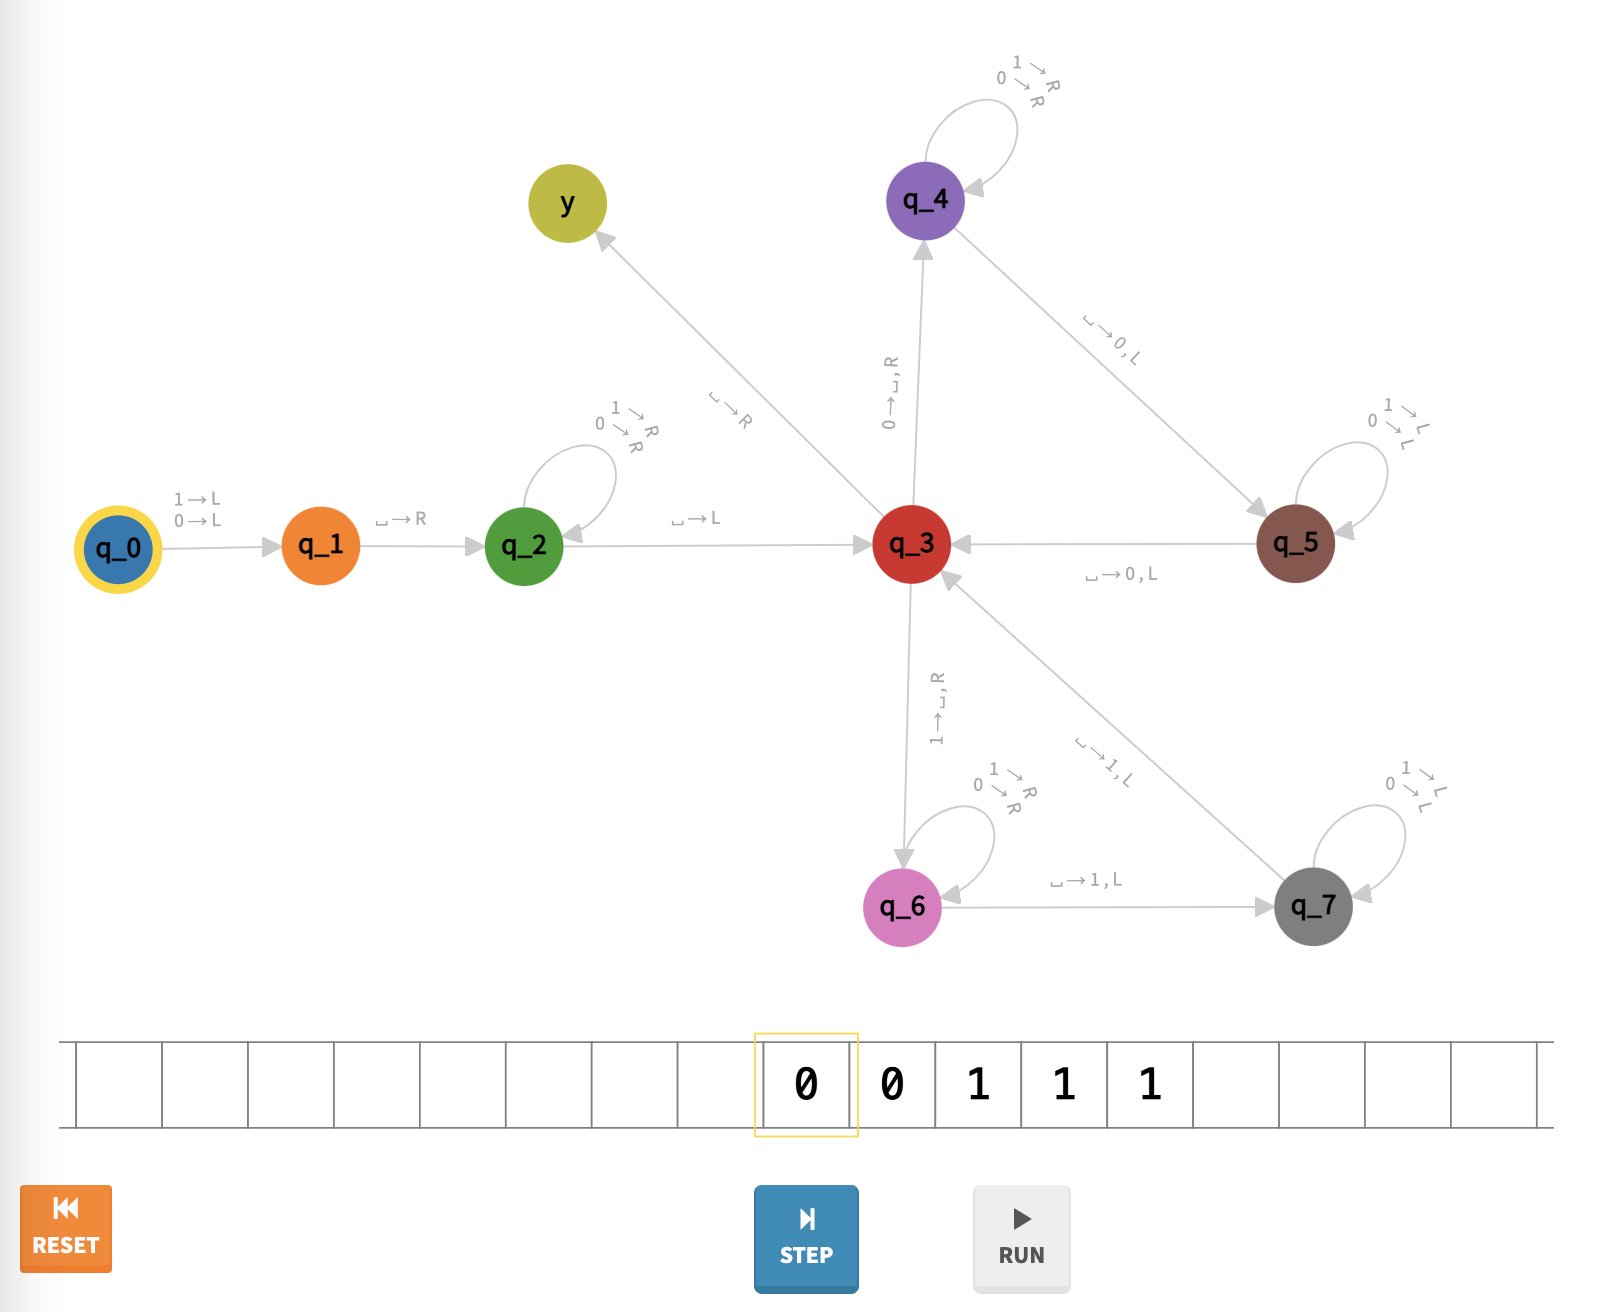 1→R
0→R
y
q_4
␣→0,L
0→␣,R
␣→R
1→R
0→R
1→L
0→L
1→L
0→L
q_0
q_1
␣→R
q_2
␣→L
q_3
q_5
␣→0,L
1→␣,R
␣→1,L
1→R
0→R
1→L
0→L
q_6
␣→1,L
q_7
0 0 1 1 1
RESET
STEP
RUN